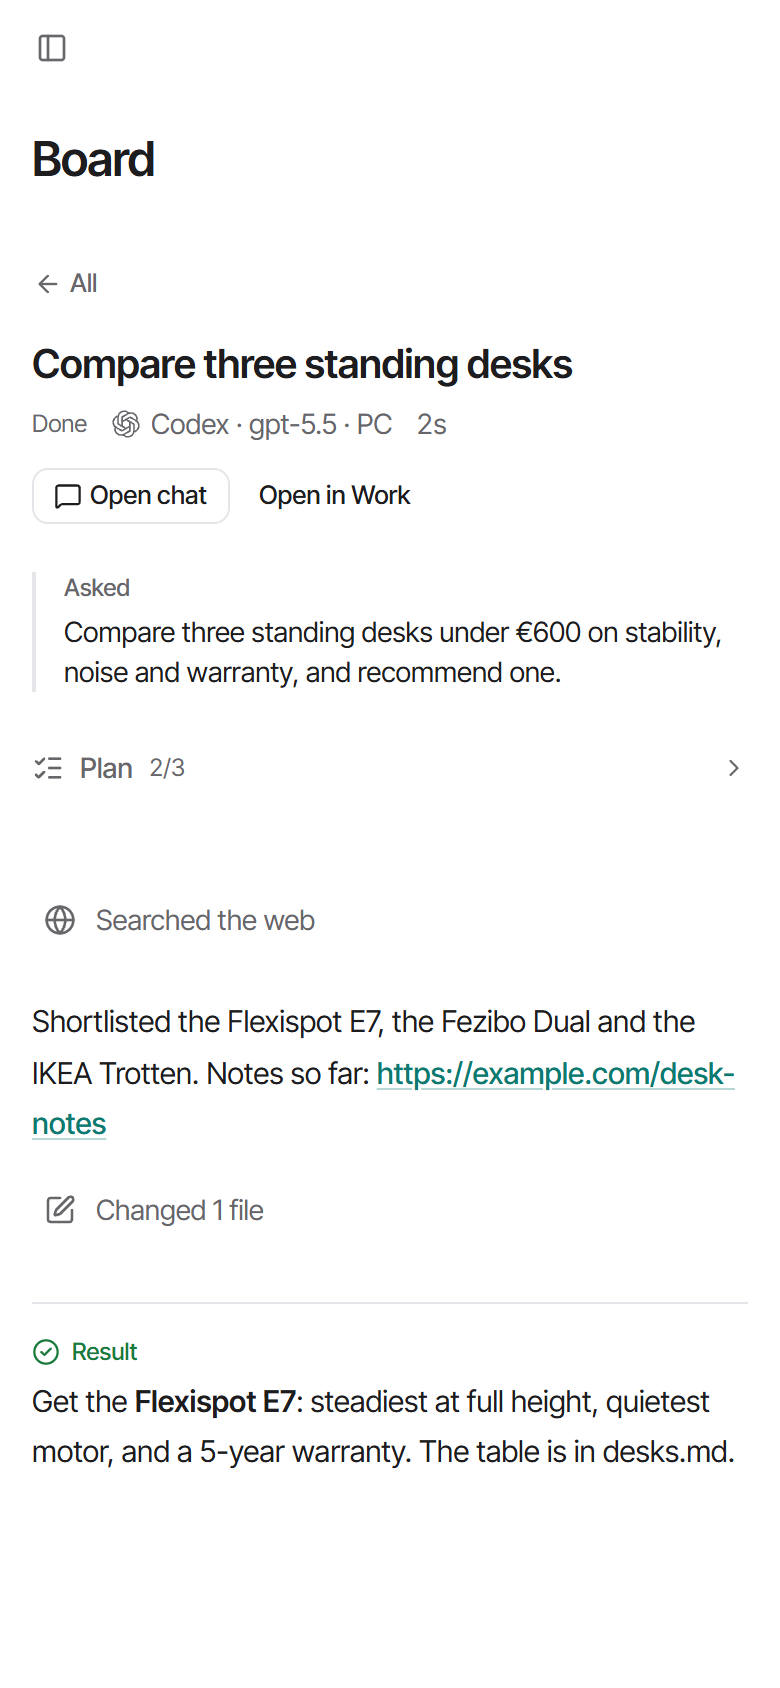 Board
All
Compare three standing desks
Done Codex · gpt-5.5 · PC 2s
Open chat Open in Work
Asked
Compare three standing desks under €600 on stability,
noise and warranty, and recommend one.
Plan 2/3
Searched the web
Shortlisted the Flexispot E7, the Fezibo Dual and the
IKEA Trotten. Notes so far: https://example.com/desk-
notes
Changed 1 file
Result
Get the Flexispot E7: steadiest at full height, quietest
motor, and a 5-year warranty. The table is in desks.md.